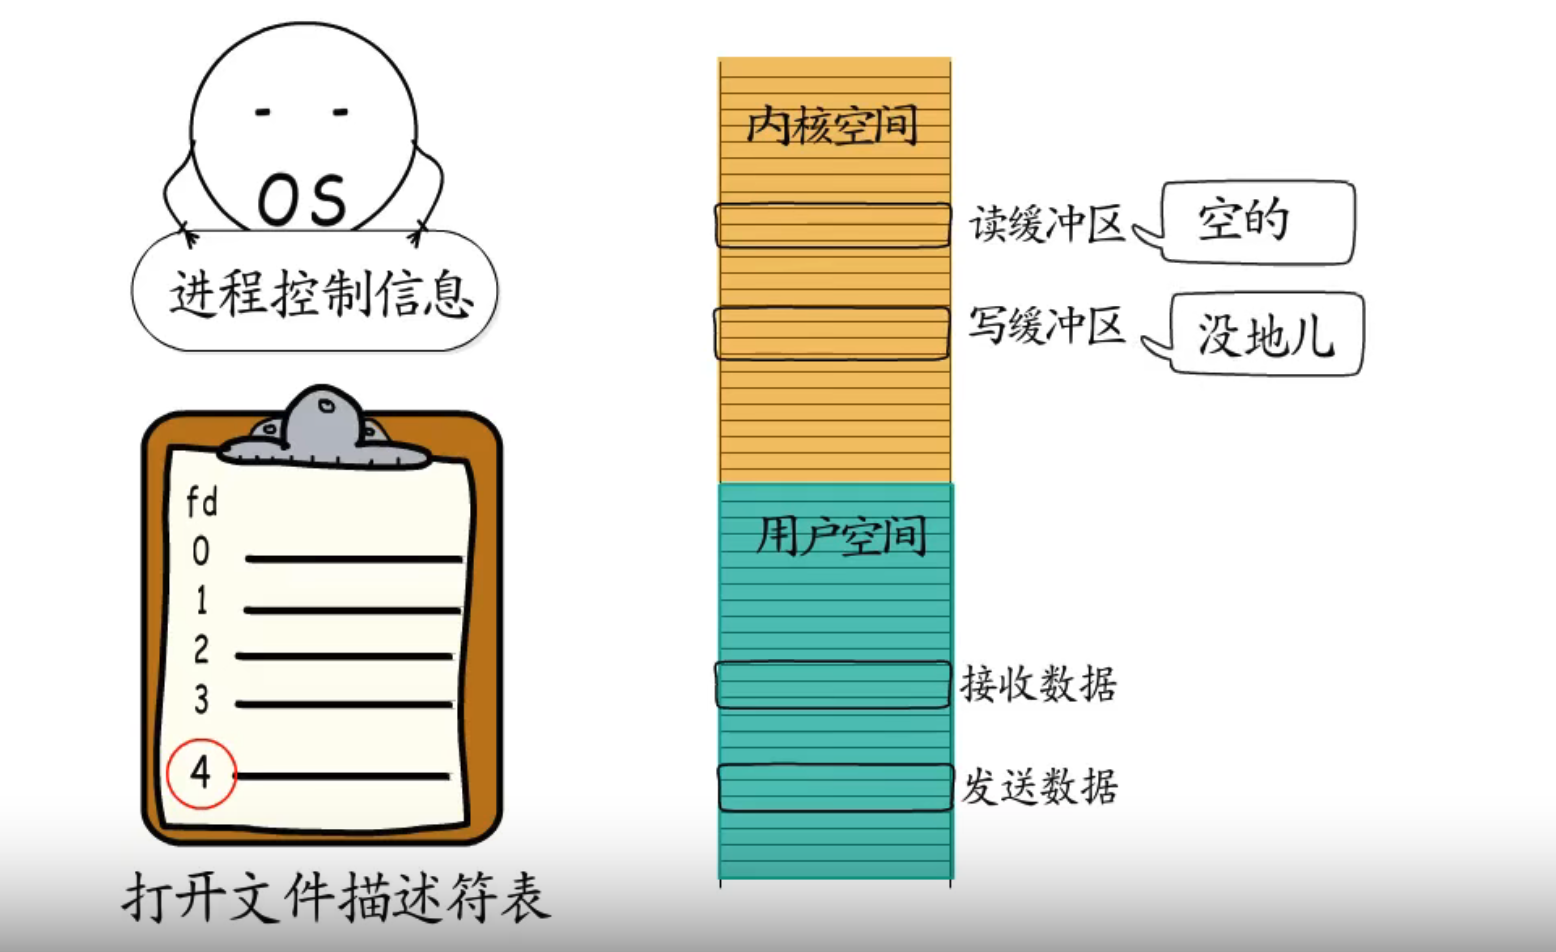 OS
进程控制信息
fd
0
1
2
3
4
打开文件描述符表
内核空间
读缓冲区
空的
写缓冲区
没地儿
用户空间
接收数据
发送数据